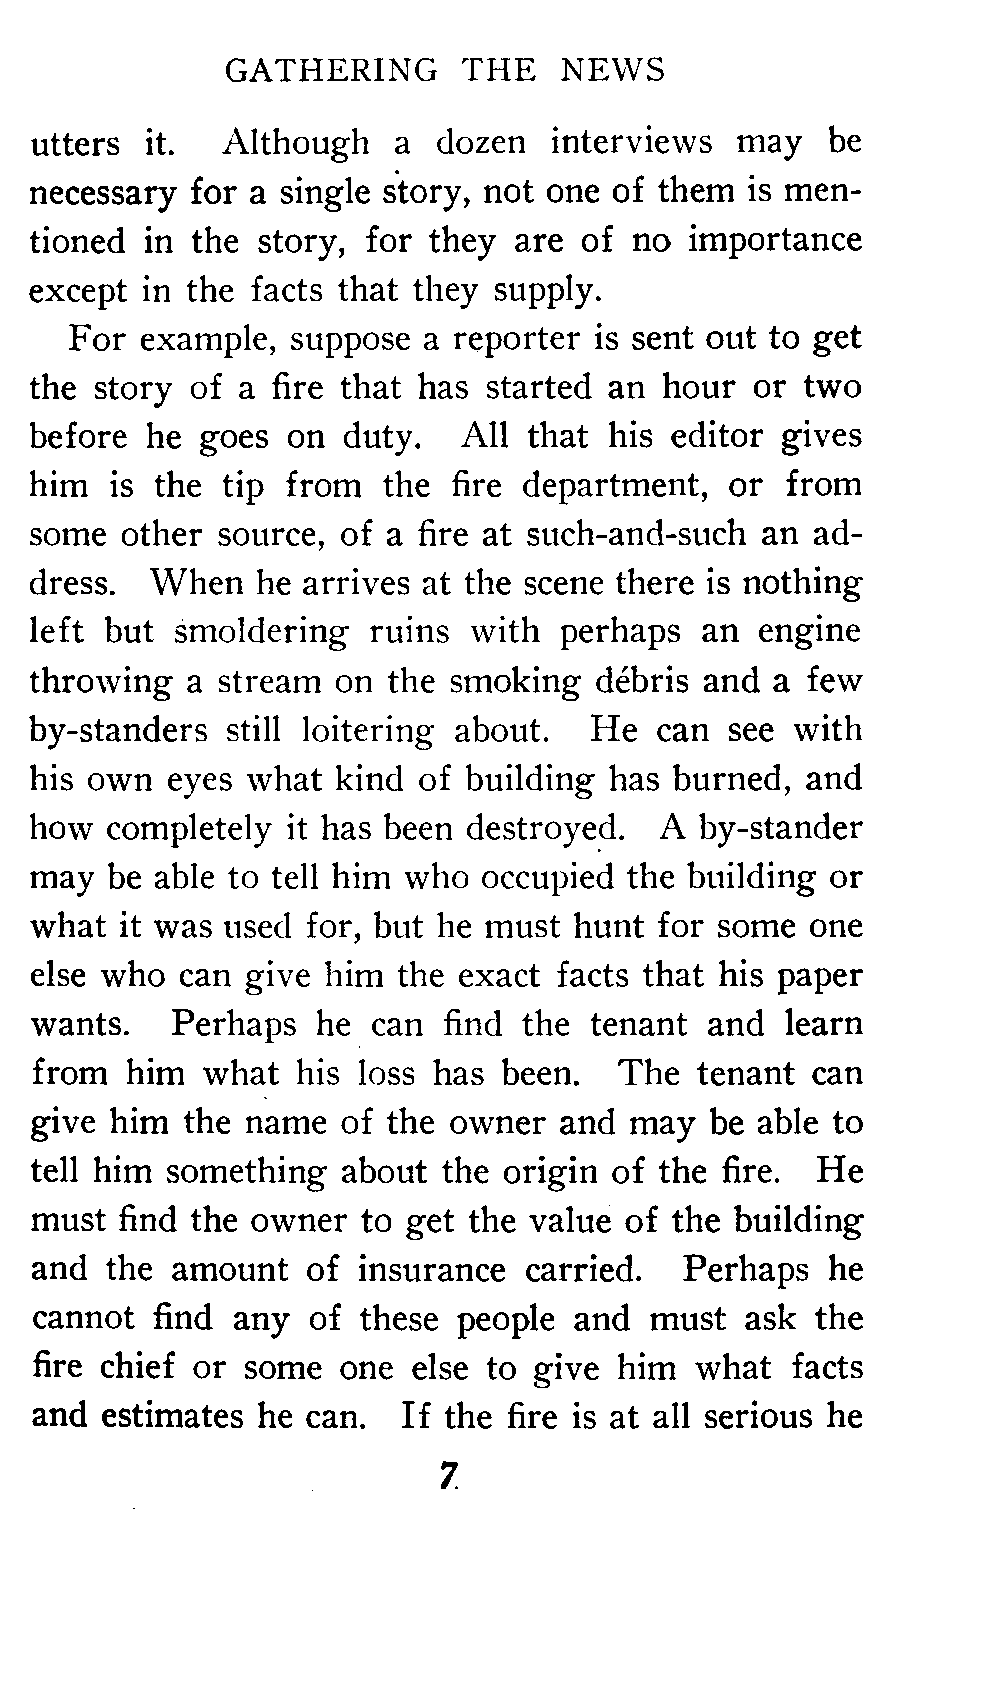 GATHERING THE NEWS
utters it. Although a dozen interviews may be
necessary for a single story, not one of them is men-
tioned in the story, for they are of no importance
except in the facts that they supply.
For example, suppose a reporter is sent out to get
the story of a fire that has started an hour or two
before he goes on duty. All that his editor gives
him is the tip from the fire department, or from
some other source, of a fire at such-and-such an ad-
dress. When he arrives at the scene there is nothing
left but smoldering ruins with perhaps an engine
throwing a stream on the smoking débris and a few
by-standers still loitering about. He can see with
his own eyes what kind of building has burned, and
how completely it has been destroyed. A by-stander
may be able to tell him who occupied the building or
what it was used for, but he must hunt for some one
else who can give him the exact facts that his paper
wants. Perhaps he can find the tenant and learn
from him what his loss has been. The tenant can
give him the name of the owner and may be able to
tell him something about the origin of the fire. He
must find the owner to get the value of the building
and the amount of insurance carried. Perhaps he
cannot find any of these people and must ask the
fire chief or some one else to give him what facts
and estimates he can. If the fire is at all serious he
7